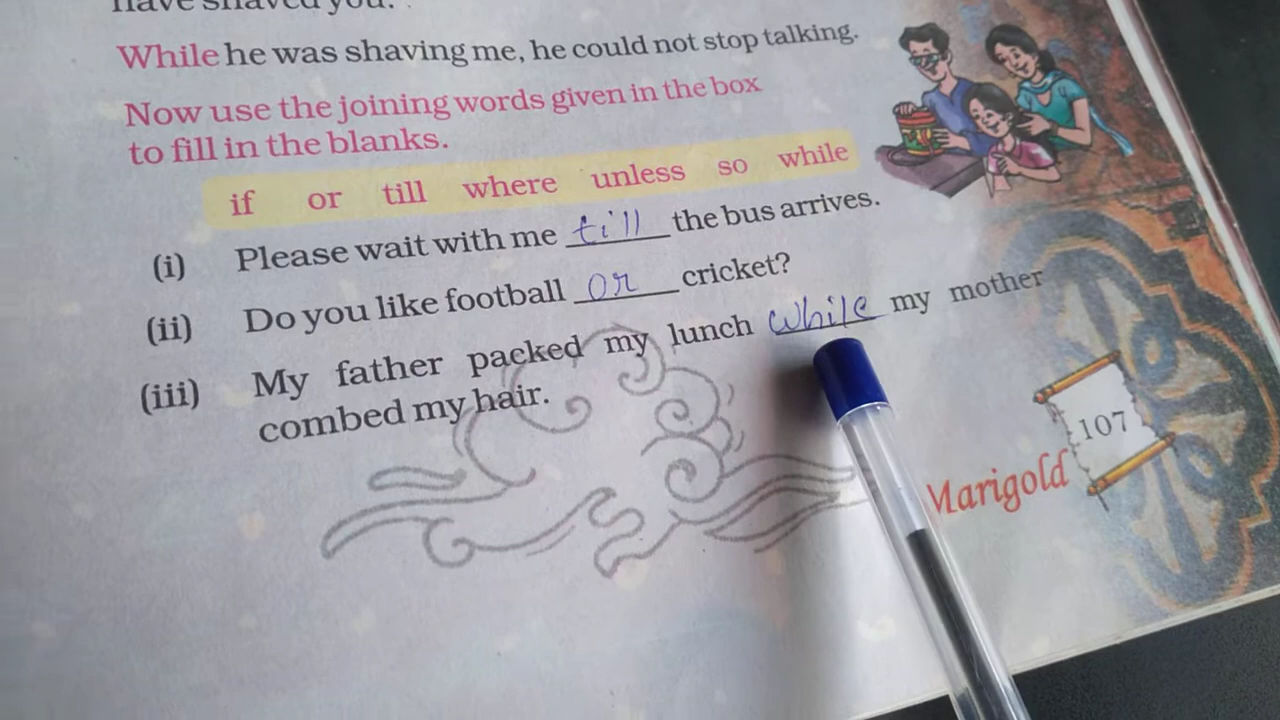 have shaved you.
While he was shaving me, he could not stop talking.
Now use the joining words given in the box
to fill in the blanks.
if or till where unless so while
(i) Please wait with me till the bus arrives.
(ii) Do you like football or cricket?
(iii) My father packed my lunch while my mother
combed my hair.
107
Marigold